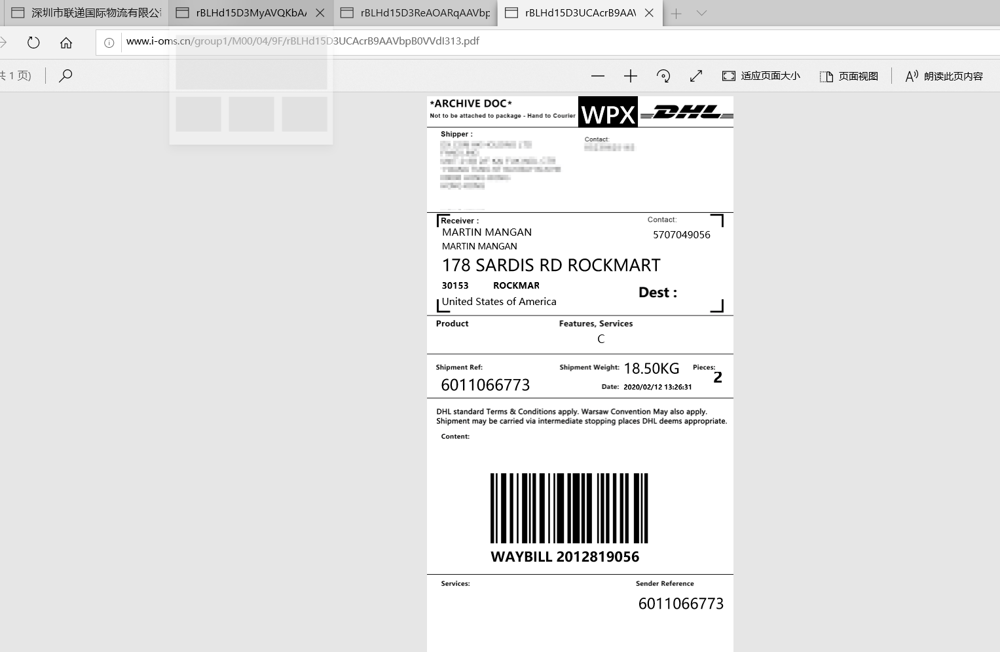 深圳市联递国际物流有限公司
rBLHd15D3MyAVQKbAA
rBLHd15D3ReAOARqAAVbp
rBLHd15D3UCAcrB9AAV
www.i-oms.cn/group1/M00/04/9F/rBLHd15D3UCAcrB9AAVbpB0VVdI313.pdf
共 1 页)
适应页面大小
页面视图
朗读此页内容
*ARCHIVE DOC*
Not to be attached to package - Hand to Courier
WPX
DHL
Shipper :
Contact:
Receiver :
Contact:
MARTIN MANGAN
5707049056
MARTIN MANGAN
178 SARDIS RD ROCKMART
30153 ROCKMAR
Dest :
United States of America
Product
Features, Services
C
Shipment Ref:
Shipment Weight: 18.50KG
Pieces:
2
6011066773
Date: 2020/02/12 13:26:31
DHL standard Terms & Conditions apply. Warsaw Convention May also apply.
Shipment may be carried via intermediate stopping places DHL deems appropriate.
Content:
WAYBILL 2012819056
Services:
Sender Reference
6011066773